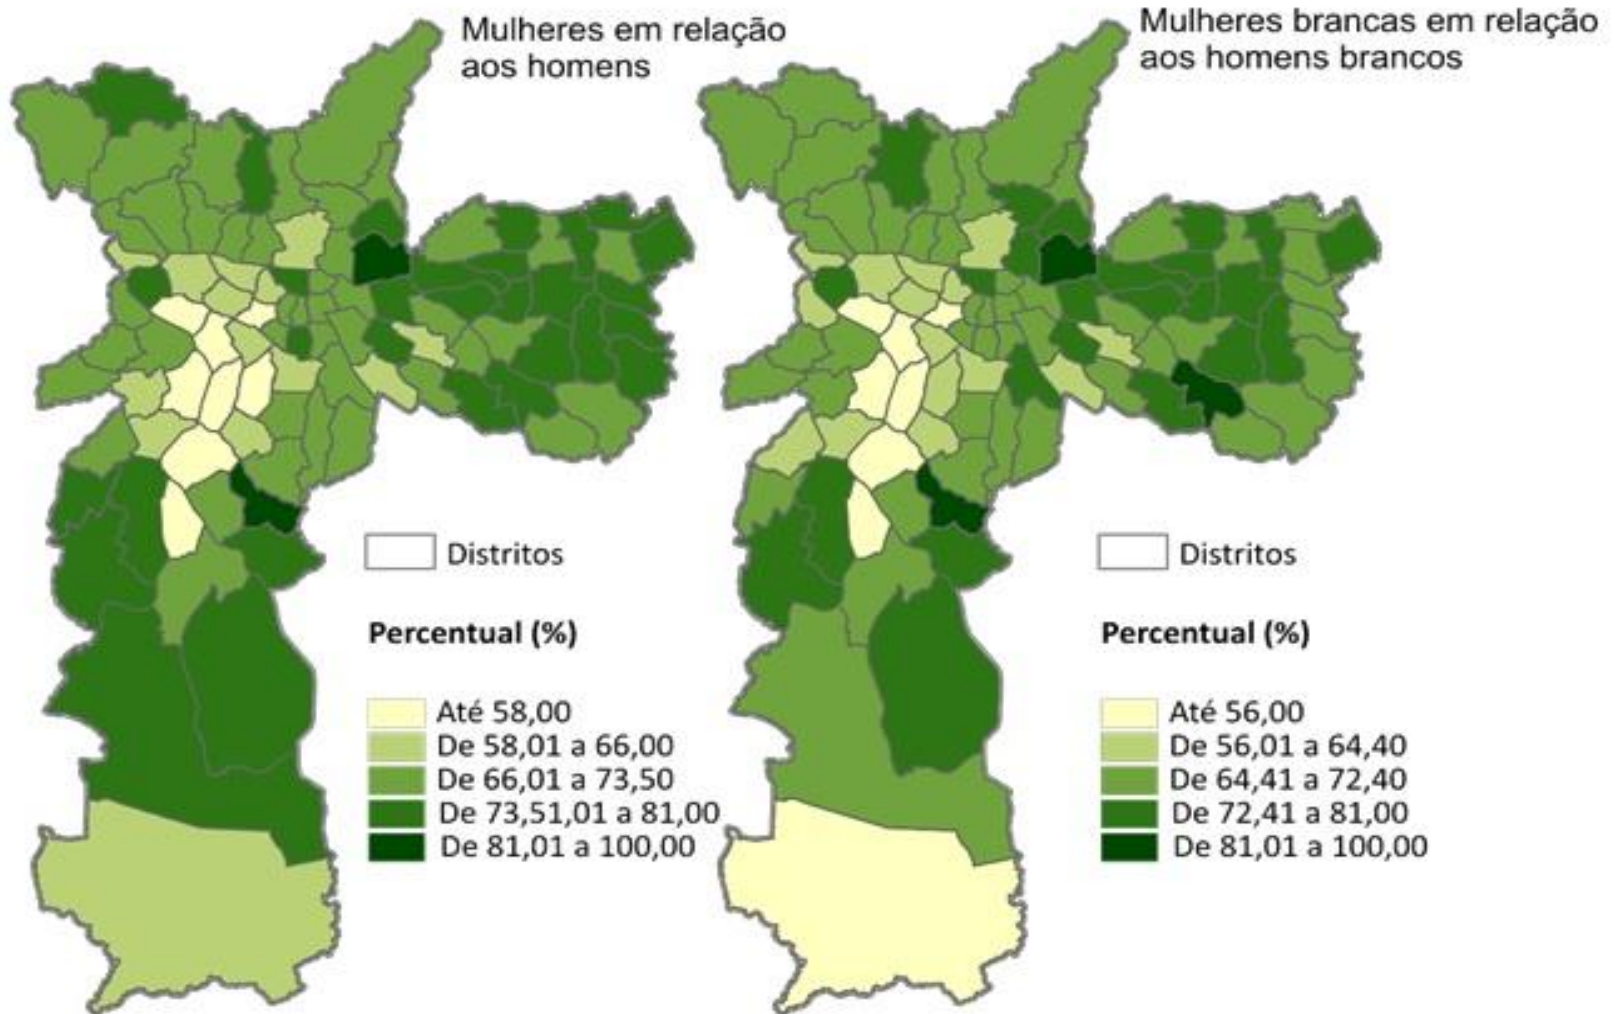 Mulheres em relação
aos homens
Distritos
Percentual (%)
Até 58,00
De 58,01 a 66,00
De 66,01 a 73,50
De 73,51,01 a 81,00
De 81,01 a 100,00
Mulheres brancas em relação
aos homens brancos
Distritos
Percentual (%)
Até 56,00
De 56,01 a 64,40
De 64,41 a 72,40
De 72,41 a 81,00
De 81,01 a 100,00